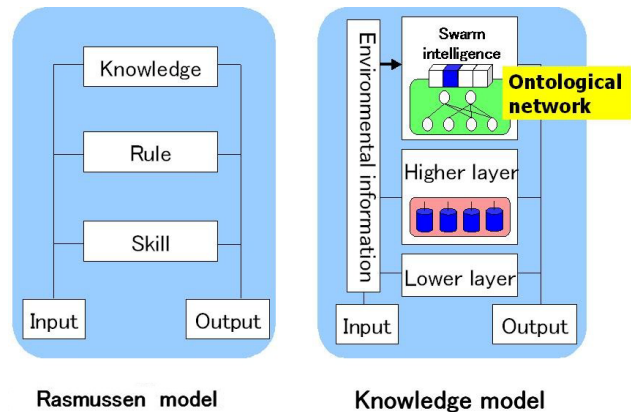 Knowledge
Rule
Skill
Input
Output
Rasmussen model
Environmental information
Swarm
intelligence
Ontological
network
Higher layer
Lower layer
Input
Output
Knowledge model